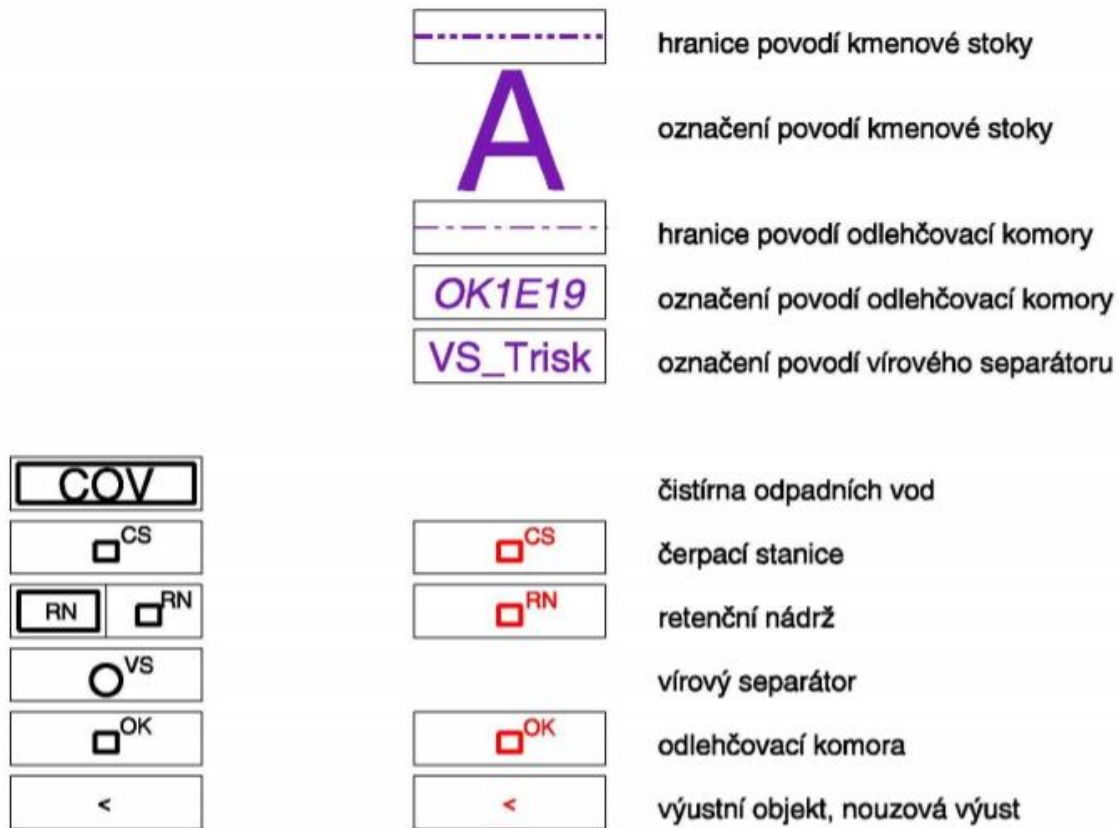 hranice povodí kmenové stoky
A označení povodí kmenové stoky
hranice povodí odlehčovací komory
OK1E19 označení povodí odlehčovací komory
VS_Trisk označení povodí vírového separátoru
COV čistírna odpadních vod
CS CS čerpací stanice
RN RN RN retenční nádrž
VS vírový separátor
OK OK odlehčovací komora
< < výustní objekt, nouzová výust